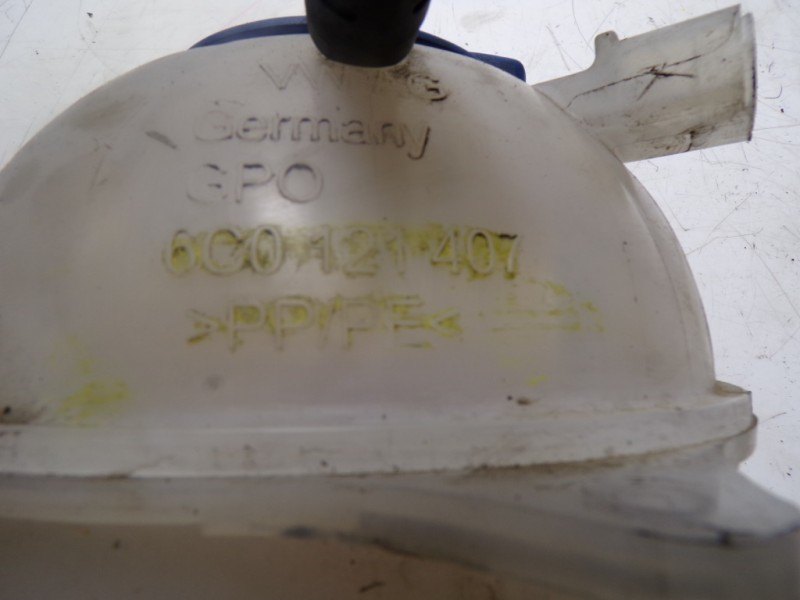 Germany
GPO
6C0 121 407
>PP/PE<